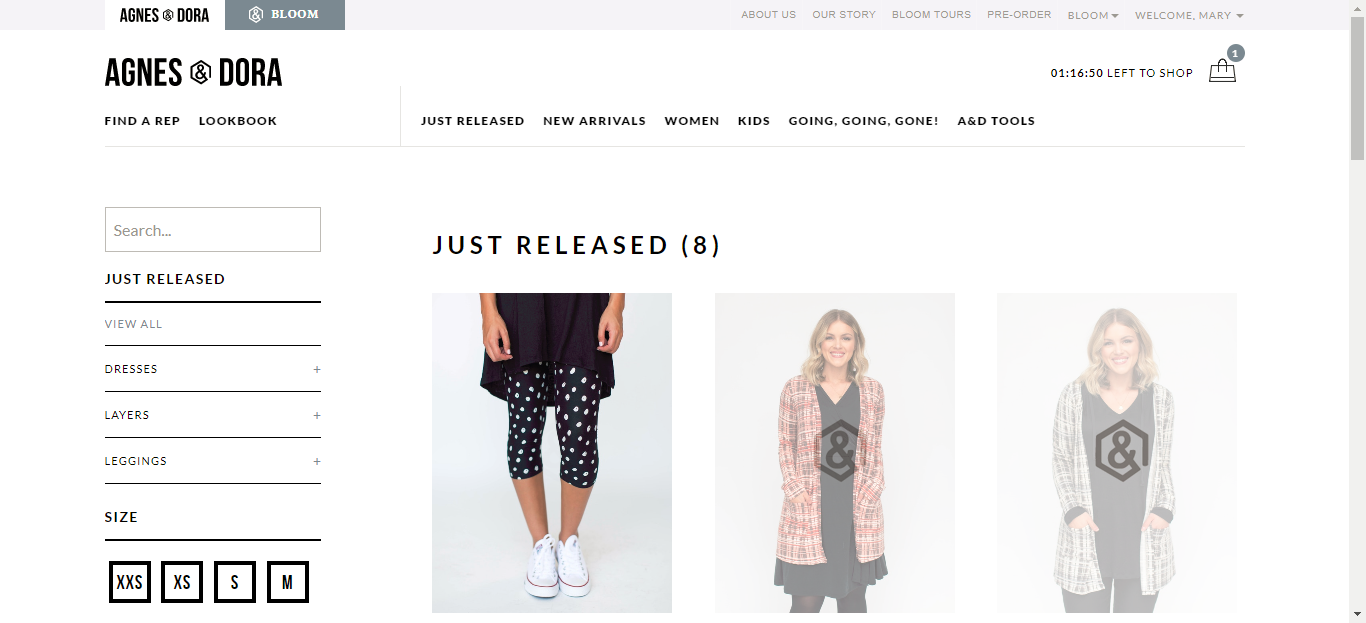 AGNES & DORA
& BLOOM
ABOUT US OUR STORY BLOOM TOURS PRE-ORDER BLOOM WELCOME, MARY
AGNES & DORA
1
01:16:50 LEFT TO SHOP
FIND A REP LOOKBOOK
JUST RELEASED NEW ARRIVALS WOMEN KIDS GOING, GOING, GONE! A&D TOOLS
Search...
JUST RELEASED
VIEW ALL
DRESSES +
LAYERS +
LEGGINGS +
SIZE
XXS XS S M
JUST RELEASED (8)
&
&